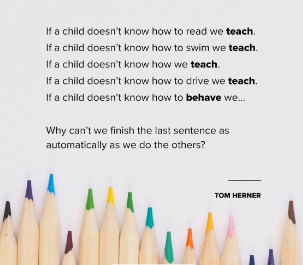 If a child doesn't know how to read we teach.
If a child doesn't know how to swim we teach.
If a child doesn't know how we teach.
If a child doesn't know how to drive we teach.
If a child doesn't know how to behave we...
Why can't we finish the last sentence as
automatically as we do the others?
TOM HERNER